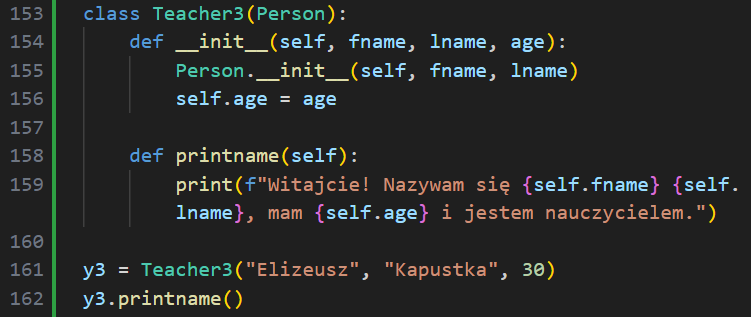 153 class Teacher3(Person):
154     def __init__(self, fname, lname, age):
155         Person.__init__(self, fname, lname)
156         self.age = age
157
158     def printname(self):
159         print(f"Witajcie! Nazywam się {self.fname} {self.
lname}, mam {self.age} i jestem nauczycielem.")
160
161 y3 = Teacher3("Elizeusz", "Kapustka", 30)
162 y3.printname()